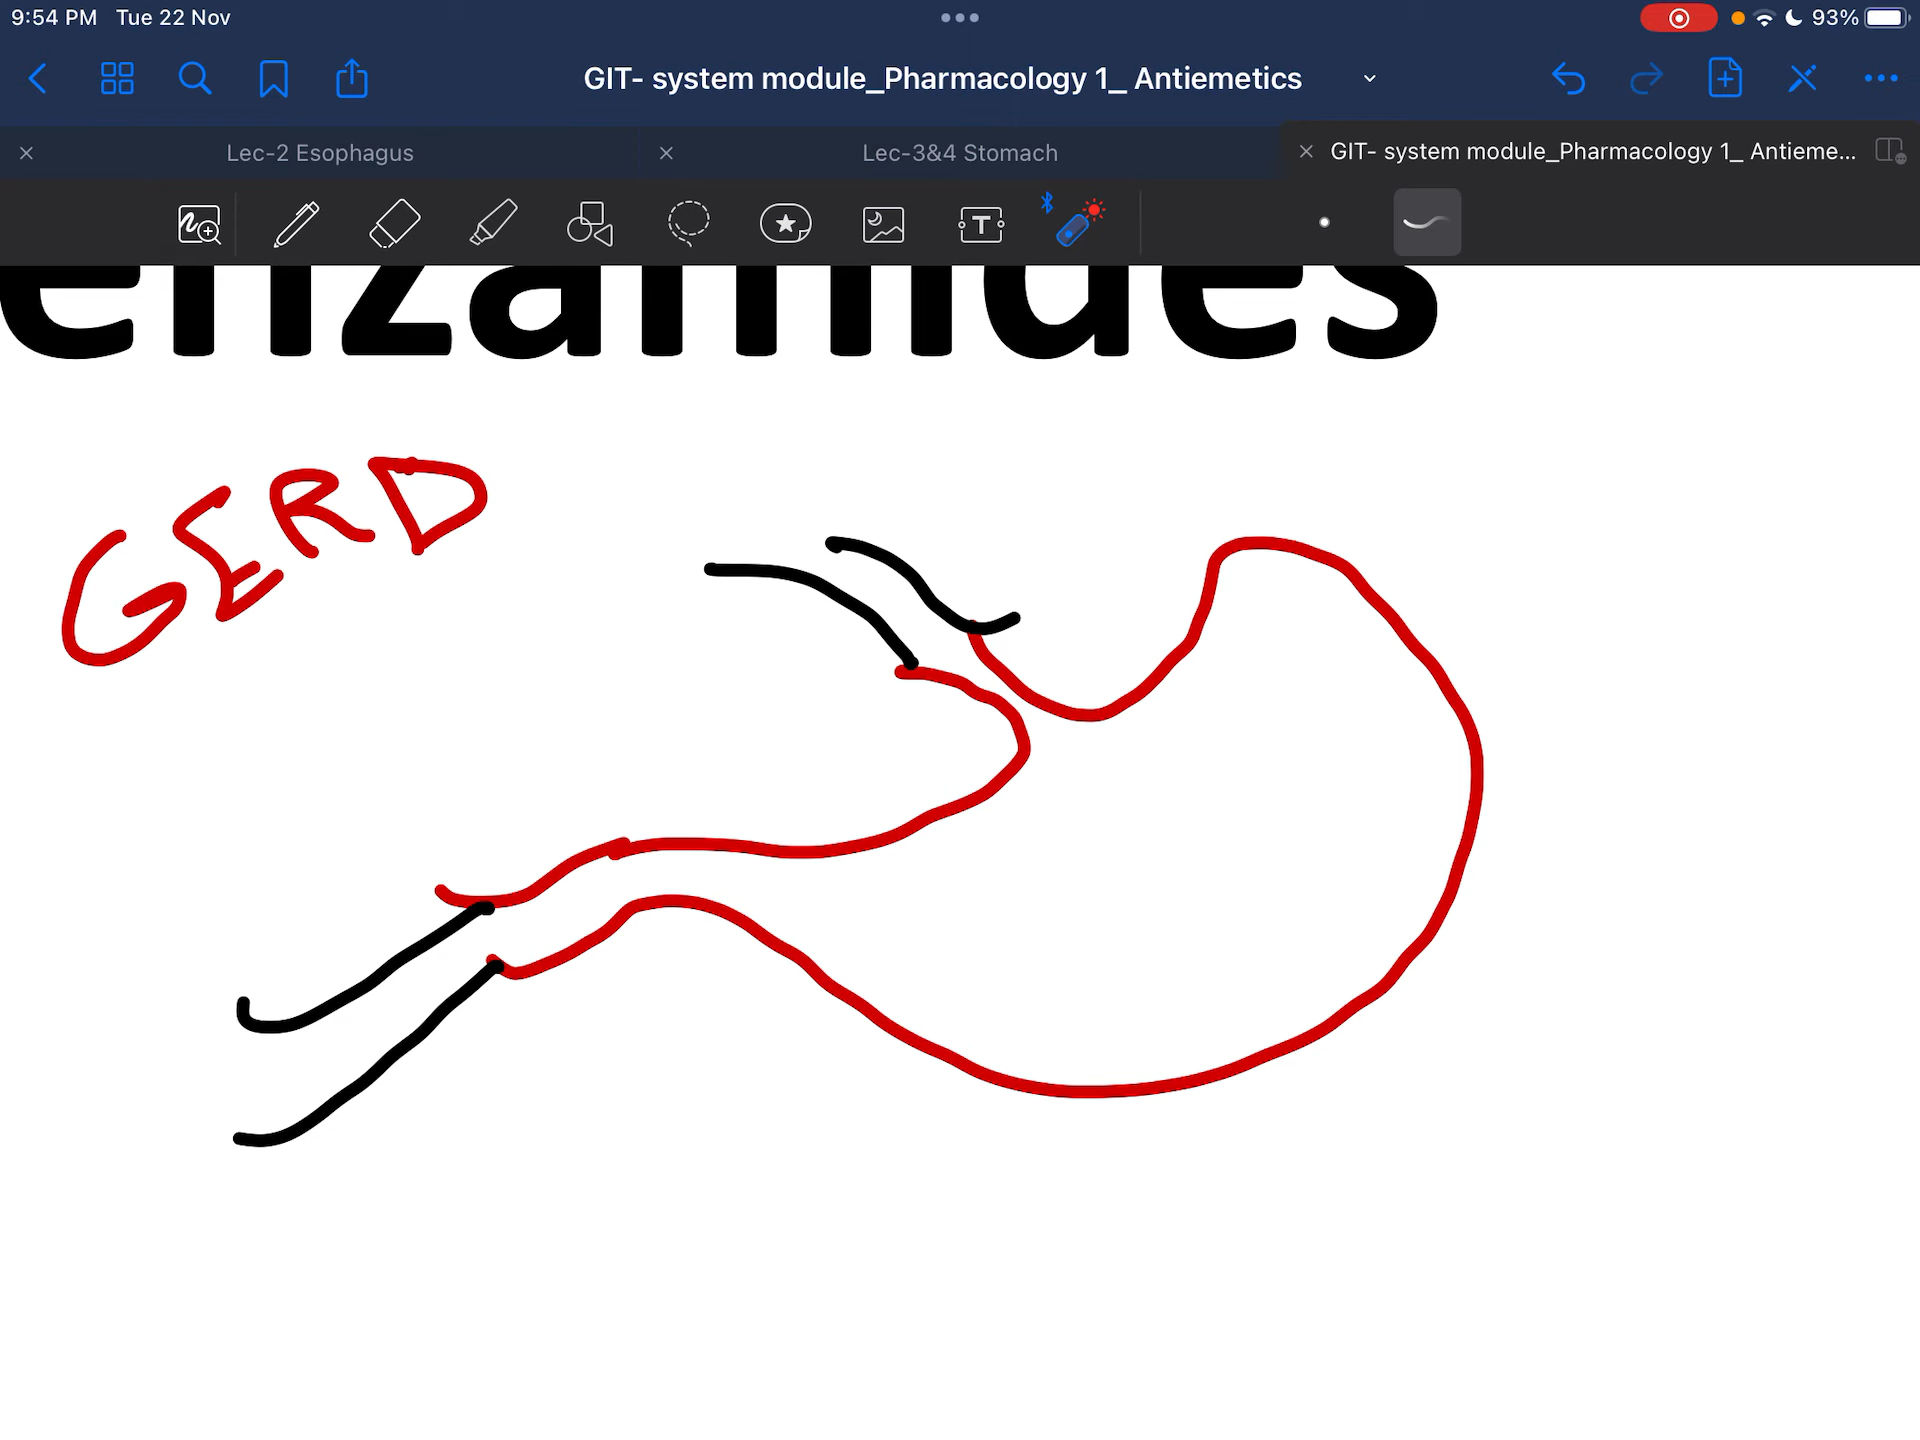 9:54 PM Tue 22 Nov 93%
GIT- system module_Pharmacology 1_ Antiemetics
Lec-2 Esophagus Lec-3&4 Stomach GIT- system module_Pharmacology 1_ Antieme...
T
enzamides
GERD